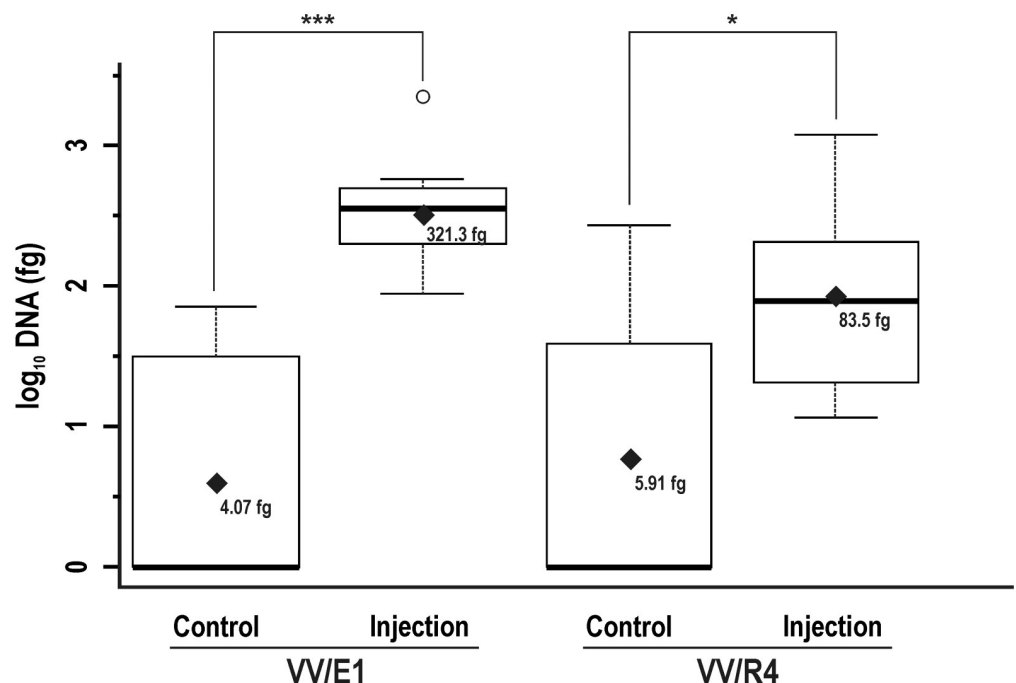 ***
*
3
2
1
0
log₁₀ DNA (fg)
321.3 fg
83.5 fg
4.07 fg
5.91 fg
Control Injection Control Injection
VV/E1 VV/R4